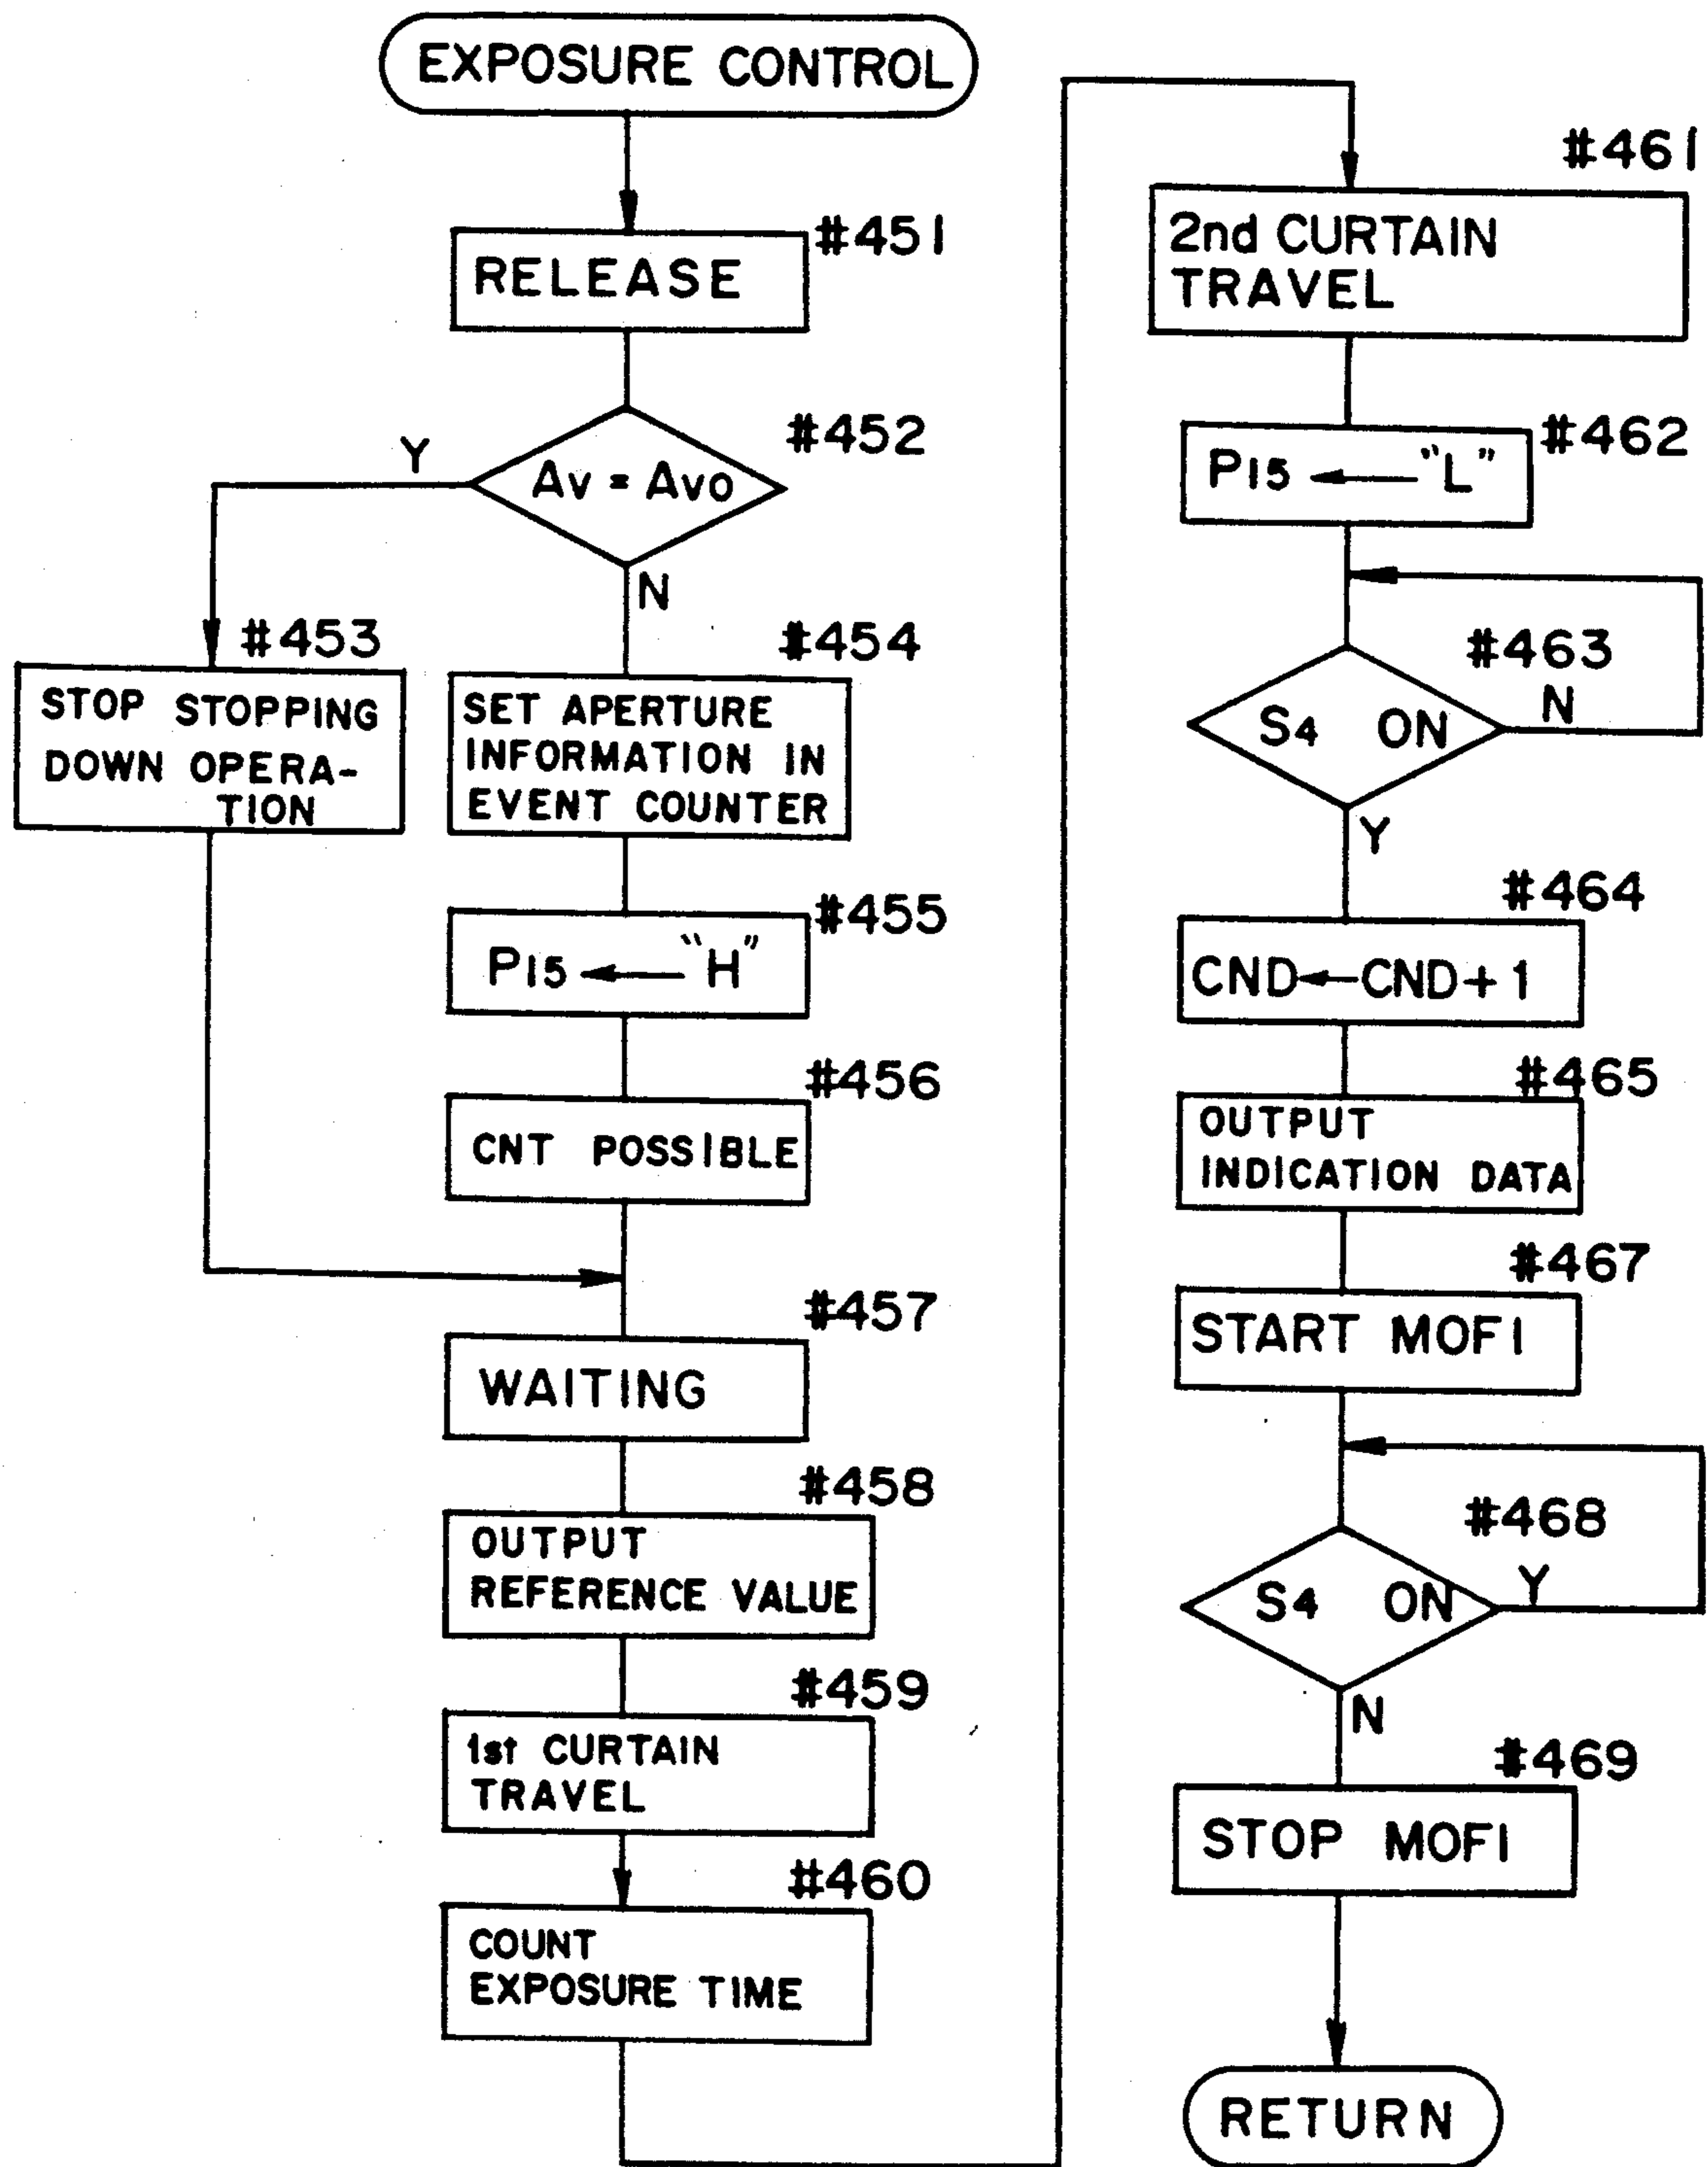 EXPOSURE CONTROL
#451
RELEASE
#452
Y
Av = Avo
N
#453
STOP STOPPING
DOWN OPERA-
TION
#454
SET APERTURE
INFORMATION IN
EVENT COUNTER
#455
P15 ← "H"
#456
CNT POSSIBLE
#457
WAITING
#458
OUTPUT
REFERENCE VALUE
#459
1st CURTAIN
TRAVEL
#460
COUNT
EXPOSURE TIME
#461
2nd CURTAIN
TRAVEL
#462
P15 ← "L"
#463
S4 ON
N
Y
#464
CND←CND+1
#465
OUTPUT
INDICATION DATA
#467
START MOFI
#468
S4 ON
Y
N
#469
STOP MOFI
RETURN